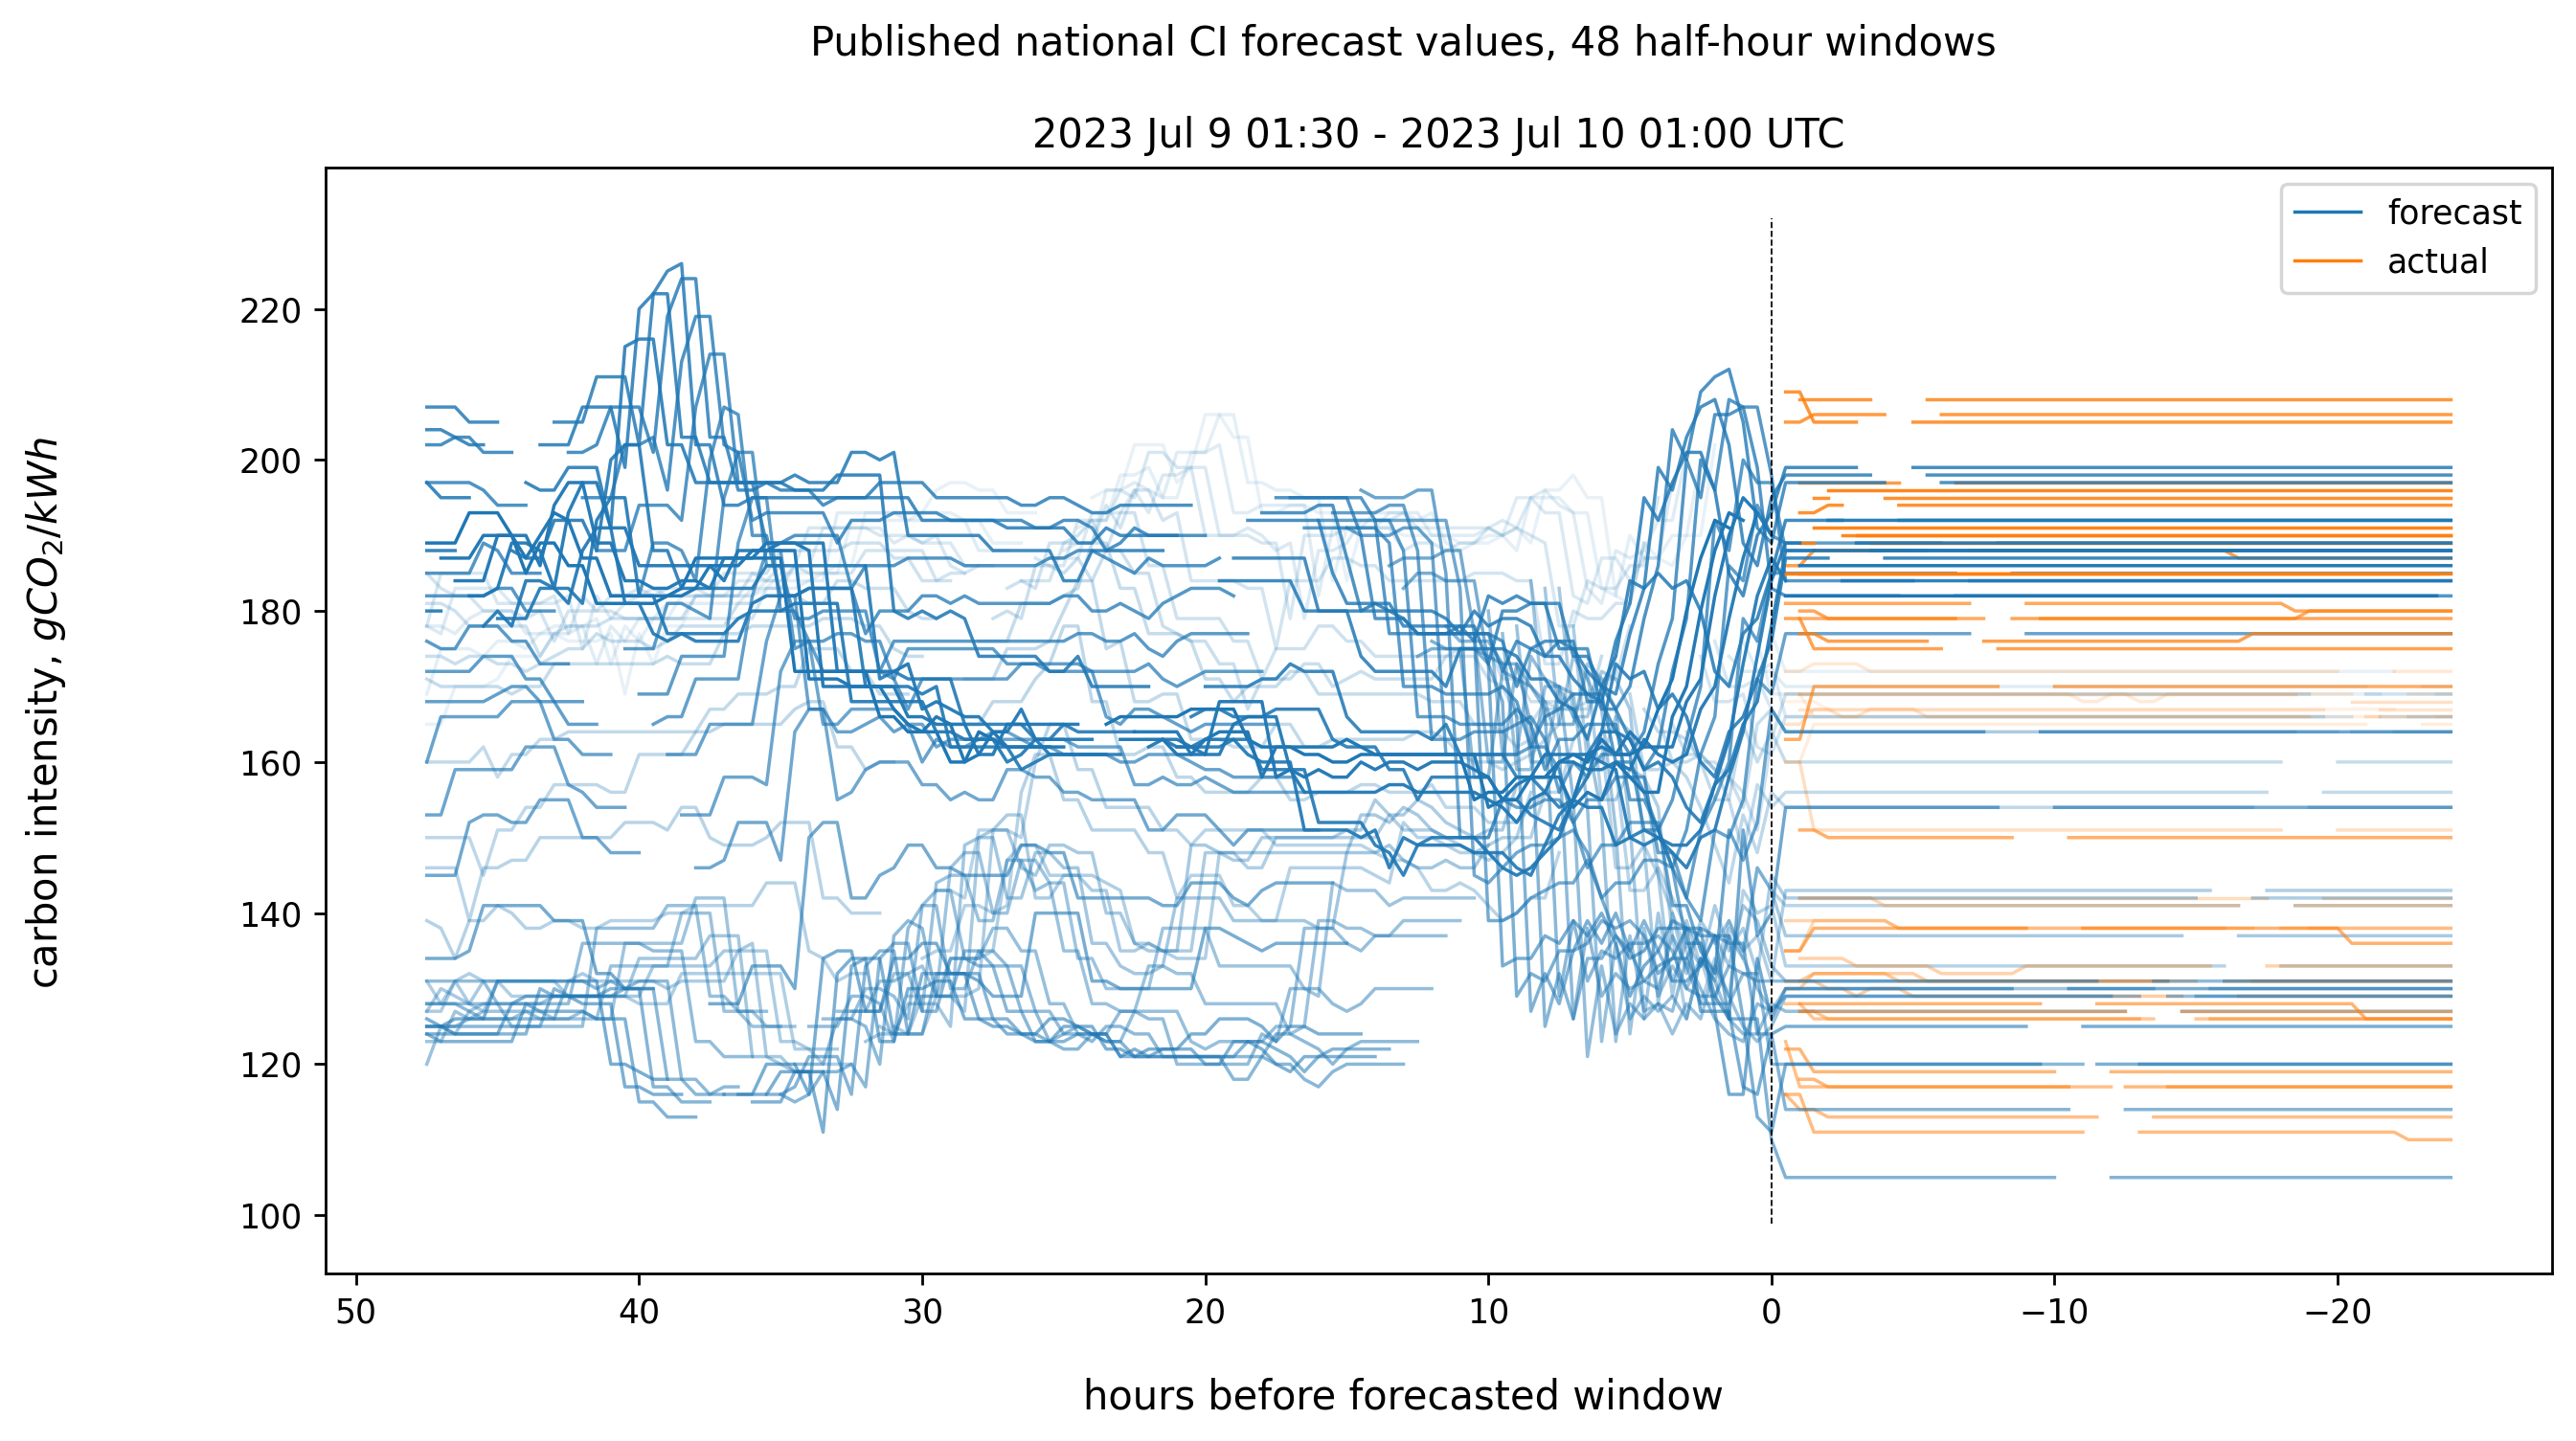 Published national CI forecast values, 48 half-hour windows
2023 Jul 9 01:30 - 2023 Jul 10 01:00 UTC
forecast
actual
carbon intensity, gCO₂/kWh
220
200
180
160
140
120
100
50
40
30
20
10
0
−10
−20
hours before forecasted window